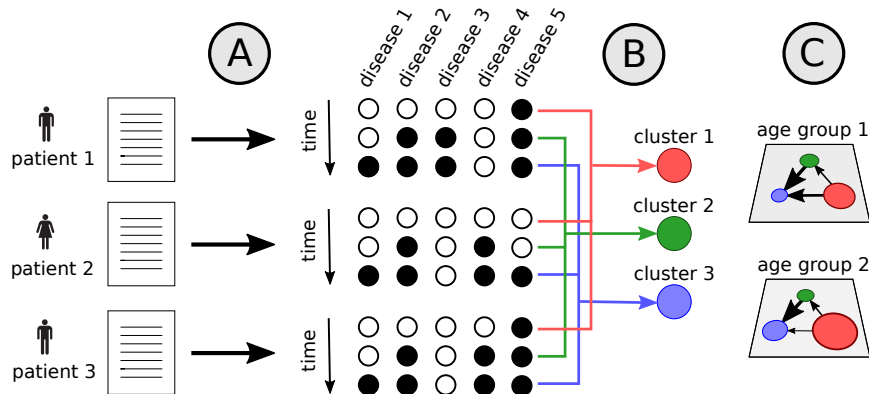 A
B
C
disease 1
disease 2
disease 3
disease 4
disease 5
patient 1
time
cluster 1
age group 1
patient 2
time
cluster 2
cluster 3
age group 2
patient 3
time